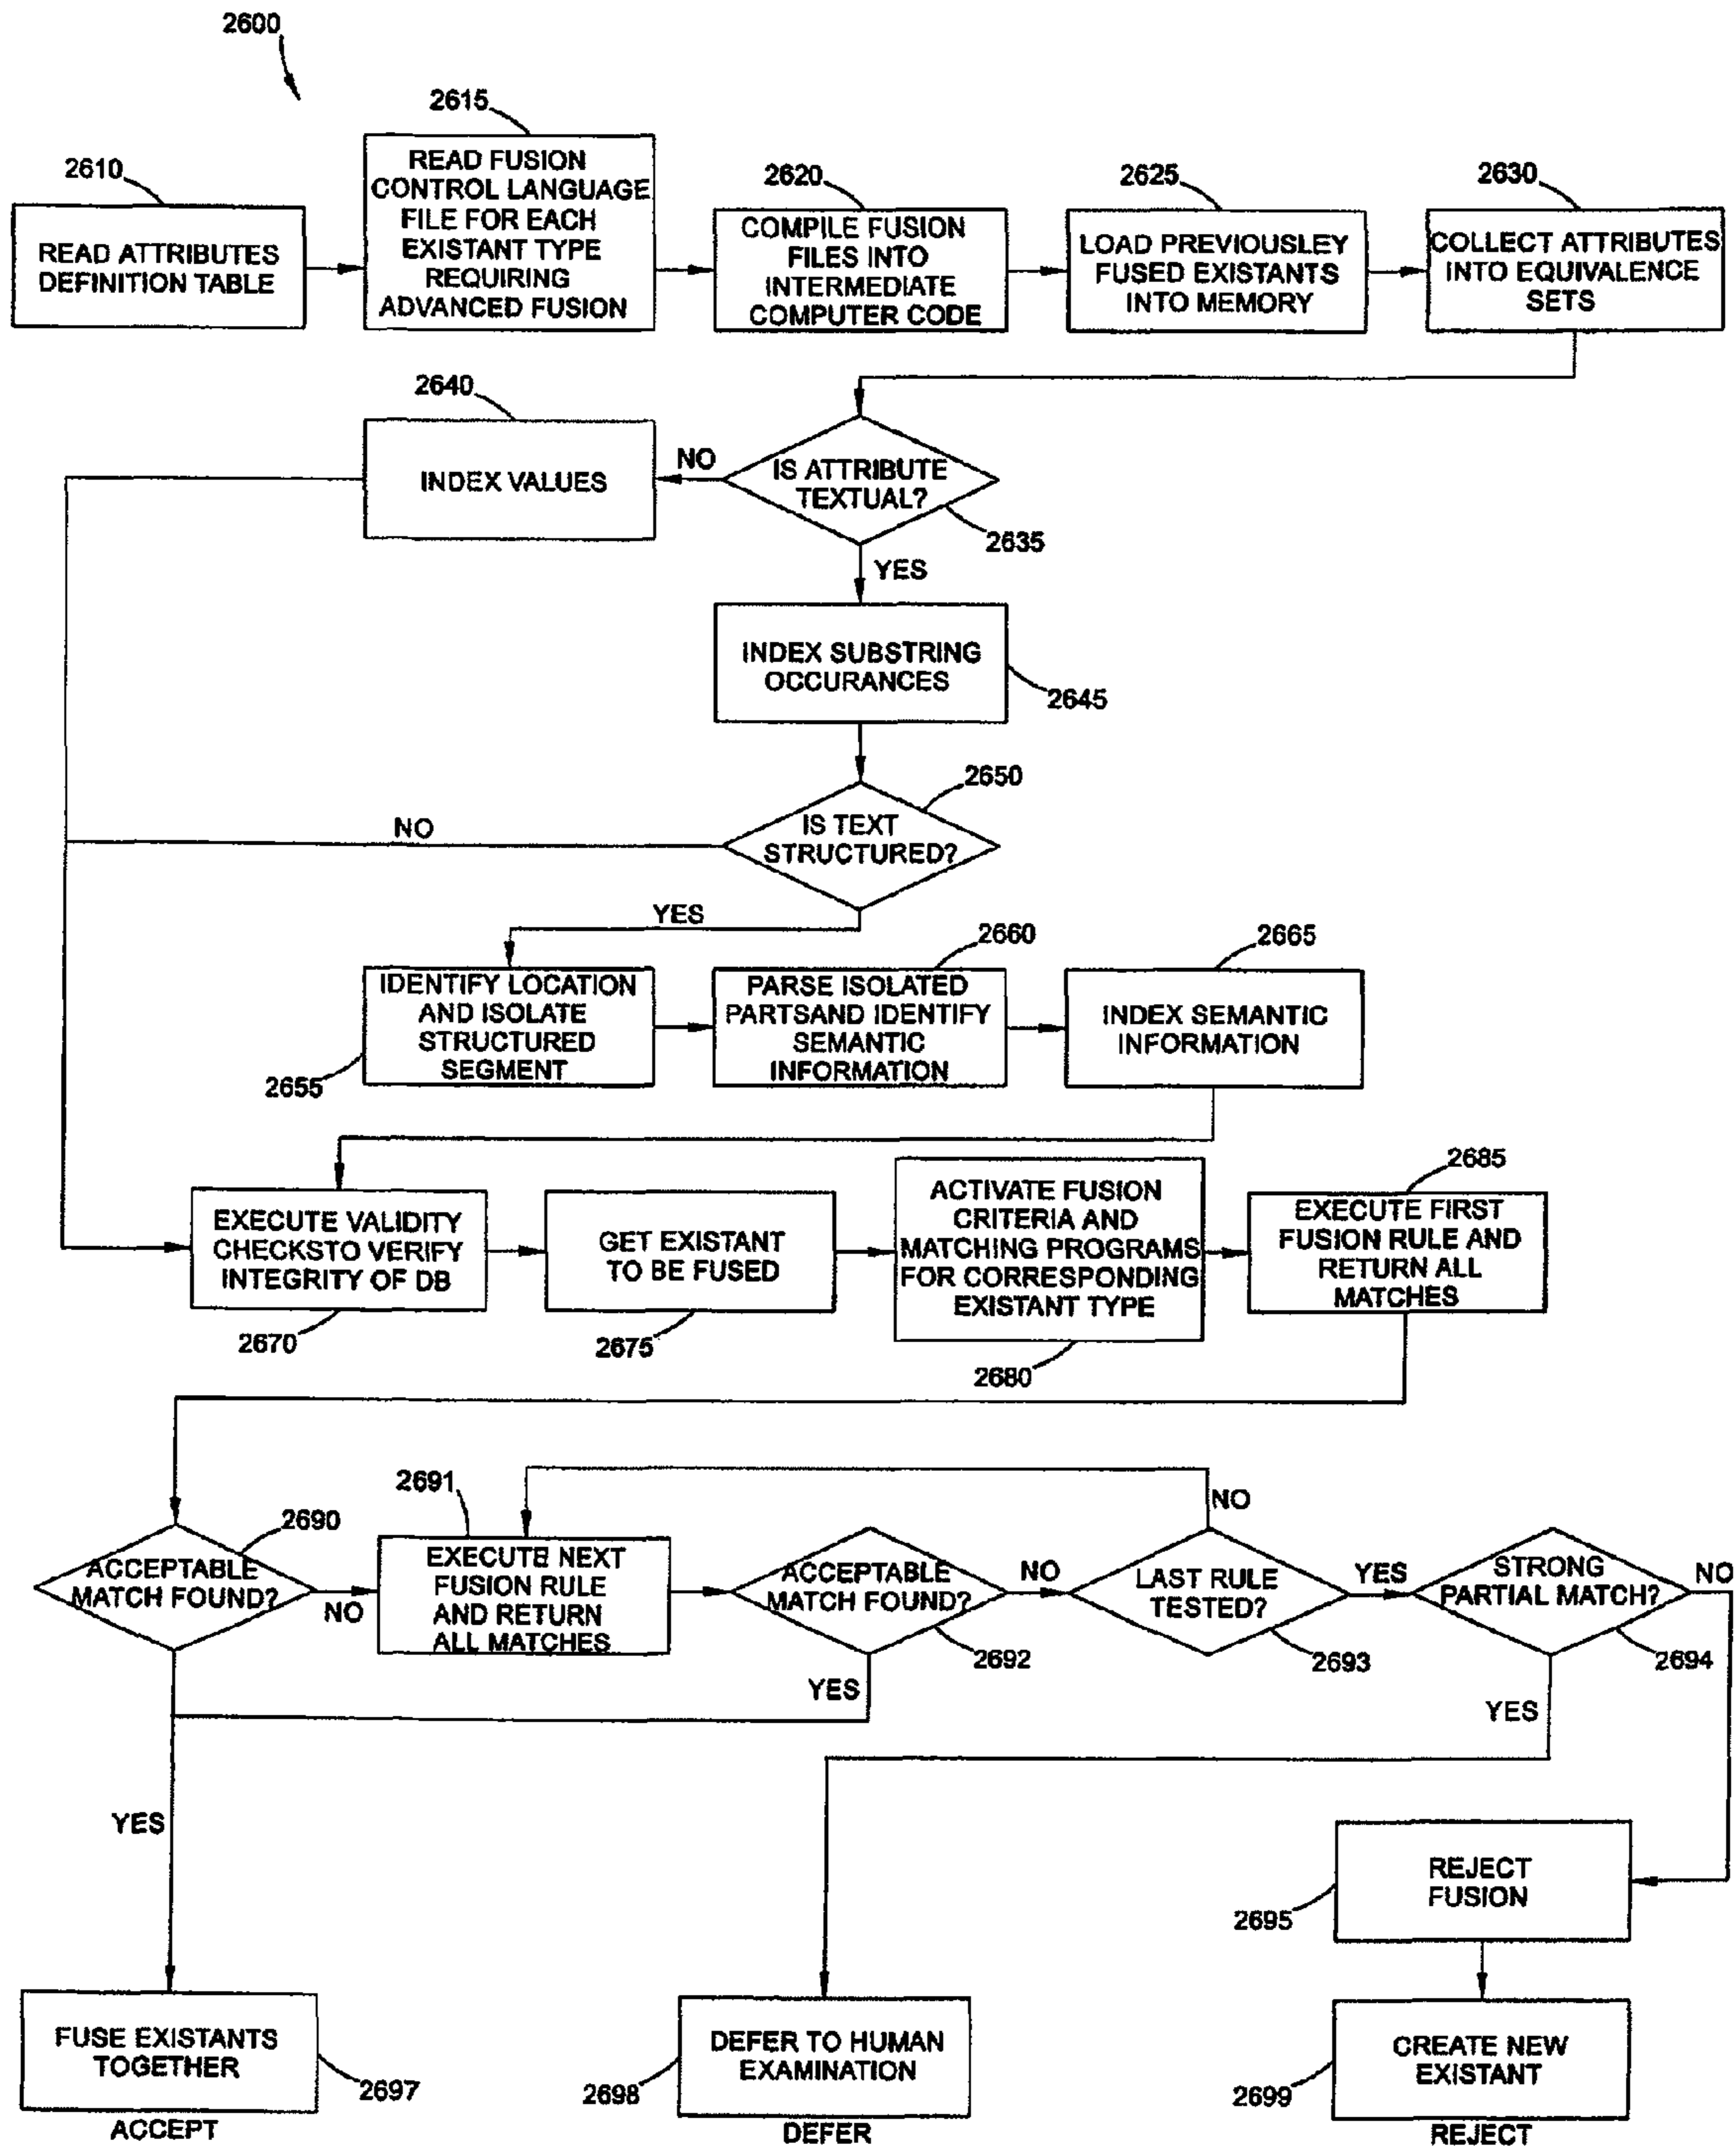 2600
2610
READ ATTRIBUTES
DEFINITION TABLE
2615
READ FUSION
CONTROL LANGUAGE
FILE FOR EACH
EXISTANT TYPE
REQUIRING
ADVANCED FUSION
2620
COMPILE FUSION
FILES INTO
INTERMEDIATE
COMPUTER CODE
2625
LOAD PREVIOUSLEY
FUSED EXISTANTS
INTO MEMORY
2630
COLLECT ATTRIBUTES
INTO EQUIVALENCE
SETS
2640
INDEX VALUES
NO
IS ATTRIBUTE
TEXTUAL?
2635
YES
INDEX SUBSTRING
OCCURANCES
2645
2650
NO
IS TEXT
STRUCTURED?
YES
IDENTIFY LOCATION
AND ISOLATE
STRUCTURED
SEGMENT
2655
2660
PARSE ISOLATED
PARTSAND IDENTIFY
SEMANTIC
INFORMATION
2665
INDEX SEMANTIC
INFORMATION
EXECUTE VALIDITY
CHECKSTO VERIFY
INTEGRITY OF DB
2670
GET EXISTANT
TO BE FUSED
2675
ACTIVATE FUSION
CRITERIA AND
MATCHING PROGRAMS
FOR CORRESPONDING
EXISTANT TYPE
2680
2685
EXECUTE FIRST
FUSION RULE AND
RETURN ALL
MATCHES
2690
ACCEPTABLE
MATCH FOUND?
NO
2691
EXECUTE NEXT
FUSION RULE
AND RETURN
ALL MATCHES
ACCEPTABLE
MATCH FOUND?
2692
NO
YES
NO
LAST RULE
TESTED?
2693
YES
STRONG
PARTIAL MATCH?
2694
NO
YES
YES
REJECT
FUSION
2695
FUSE EXISTANTS
TOGETHER
2697
ACCEPT
DEFER TO HUMAN
EXAMINATION
2698
DEFER
CREATE NEW
EXISTANT
2699
REJECT